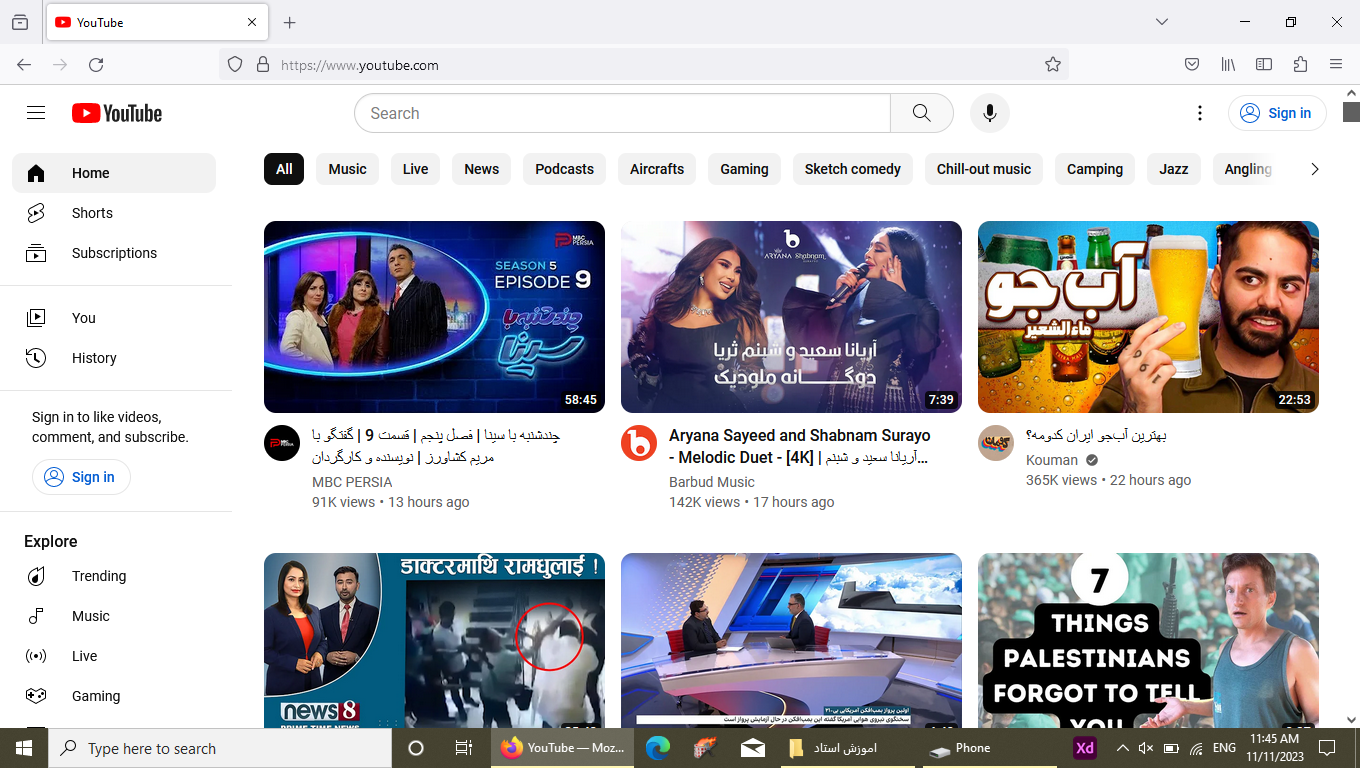 YouTube
https://www.youtube.com
YouTube
Search
Sign in
Home
Shorts
Subscriptions
You
History
Sign in to like videos,
comment, and subscribe.
Sign in
Explore
Trending
Music
Live
Gaming
All
Music
Live
News
Podcasts
Aircrafts
Gaming
Sketch comedy
Chill-out music
Camping
Jazz
Angling
MBC
PERSIA
SEASON 5
EPISODE 9
چندشنبه با
سینا
58:45
چندشنبه با سینا | فصل پنجم | قسمت 9 | گفتگو با
مریم کشاورز | نویسنده و کارگردان
MBC PERSIA
91K views • 13 hours ago
ARYANA Shabnam
آریانا سعید و شبنم ثریا
دوگانه ملودیک
7:39
Aryana Sayeed and Shabnam Surayo
- Melodic Duet - [4K] | آریانا سعید و شبنم...
Barbud Music
142K views • 17 hours ago
آب‌جو
ماءالشعیر
22:53
بهترین آب‌جو ایران کدومه؟
Kouman
365K views • 22 hours ago
डाक्टरमाथि रामधुलाई !
news 8
اولین پرواز بمب‌افکن آمریکایی بی-۲۱
سخنگوی نیروی هوایی آمریکا گفته این بمب‌افکن در حال آزمایش پرواز است
7
THINGS
PALESTINIANS
FORGOT TO TELL
YOU
Type here to search
YouTube — Moz...
اموزش استاد
Phone
Xd
ENG
11:45 AM
11/11/2023